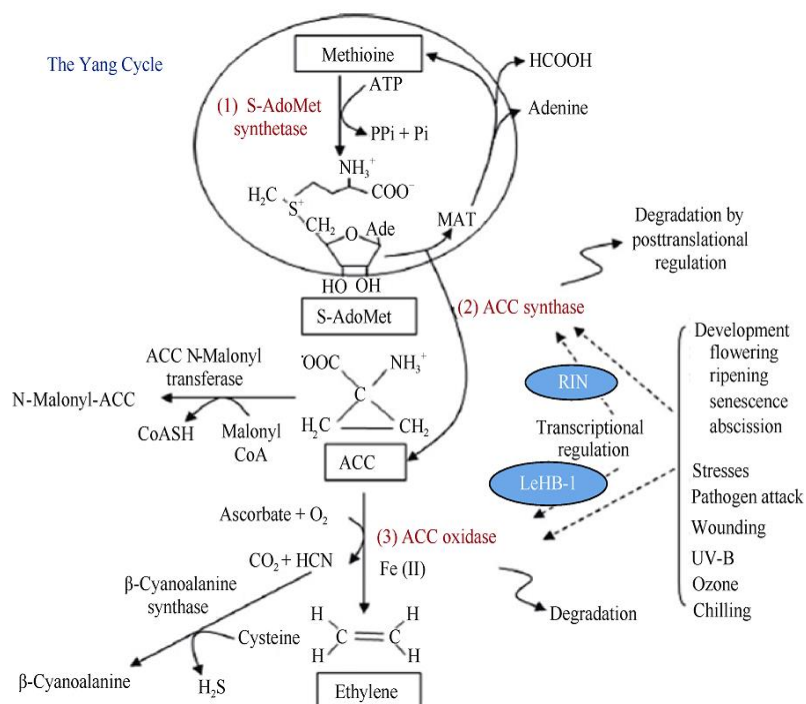 The Yang Cycle
Methioine
HCOOH
ATP
Adenine
(1) S-AdoMet
synthetase
PPi + Pi
NH₃⁺
H₂C
COO⁻
S⁺
CH₂
O
Ade
MAT
HO OH
S-AdoMet
Degradation by
posttranslational
regulation
(2) ACC synthase
Development
flowering
ripening
senescence
abscission
RIN
Transcriptional
regulation
LeHB-1
Stresses
Pathogen attack
Wounding
UV-B
Ozone
Chilling
ACC N-Malonyl
transferase
N-Malonyl-ACC
CoASH
Malonyl
CoA
⁻OOC
NH₃⁺
C
H₂C
CH₂
ACC
Ascorbate + O₂
(3) ACC oxidase
CO₂ + HCN
Fe (II)
Degradation
β-Cyanoalanine
synthase
Cysteine
β-Cyanoalanine
H₂S
H H
C C
H H
Ethylene